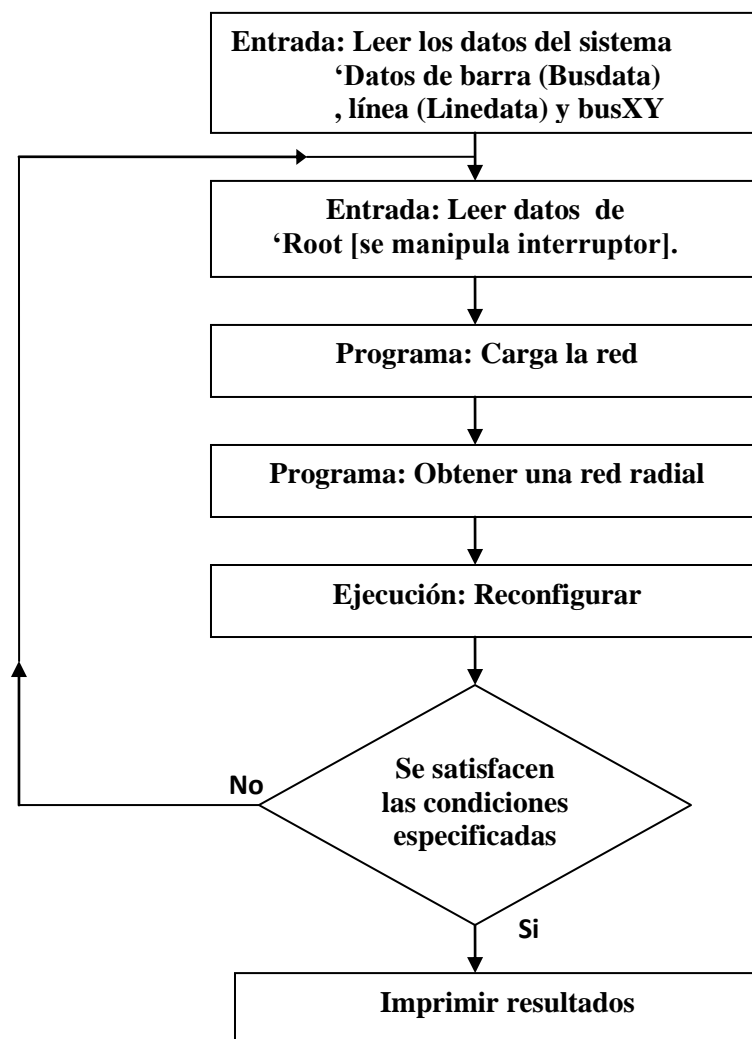 Entrada: Leer los datos del sistema
‘Datos de barra (Busdata)
, línea (Linedata) y busXY
Entrada: Leer datos de
‘Root [se manipula interruptor].
Programa: Carga la red
Programa: Obtener una red radial
Ejecución: Reconfigurar
Se satisfacen
las condiciones
especificadas
No
Si
Imprimir resultados